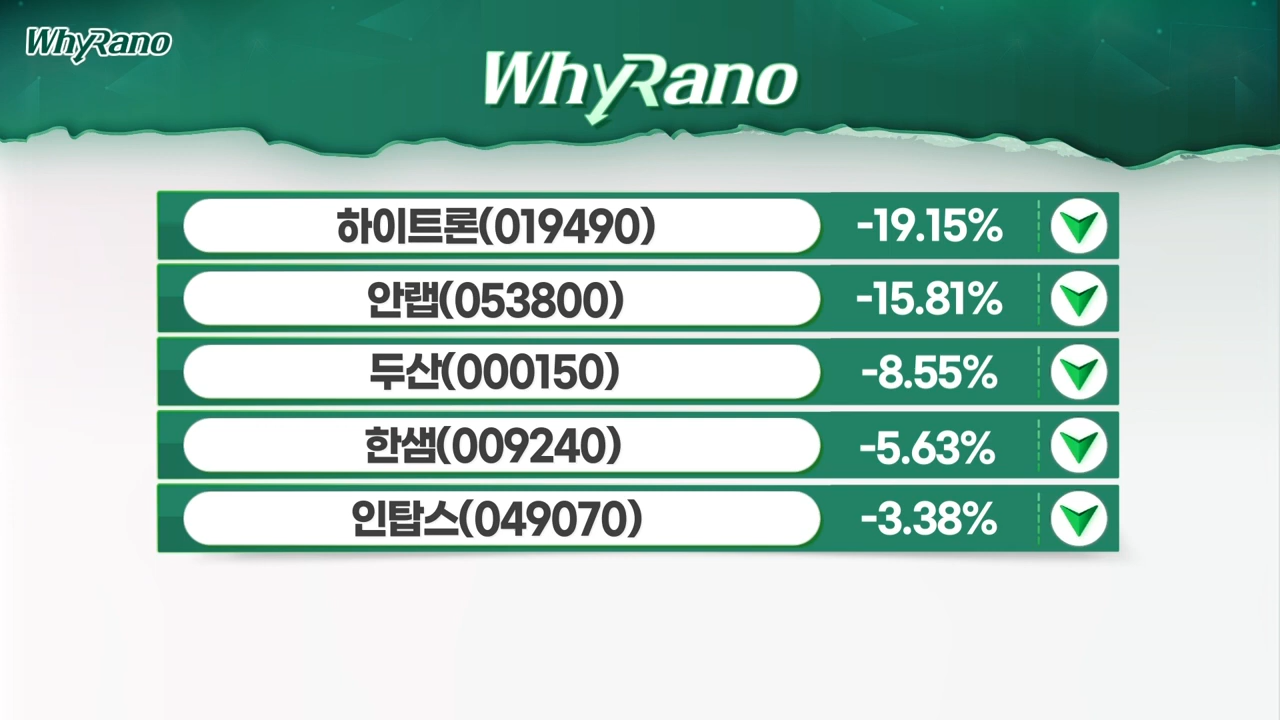 WhyRano
WhyRano
하이트론(019490) -19.15%
안랩(053800) -15.81%
두산(000150) -8.55%
한샘(009240) -5.63%
인탑스(049070) -3.38%